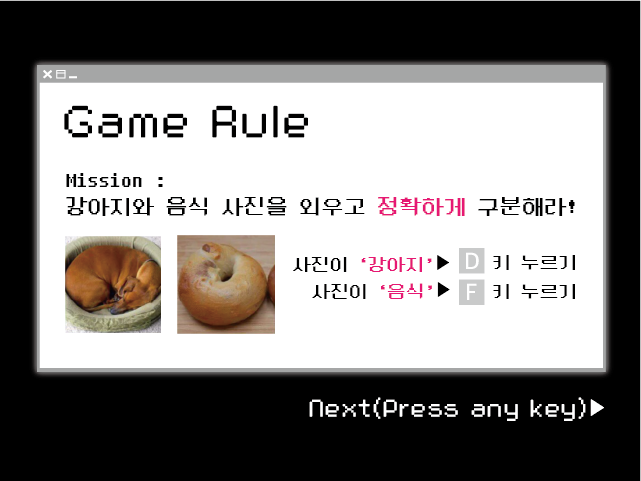 Game Rule
Mission :
강아지와 음식 사진을 외우고 정확하게 구분해라!
사진이 ‘강아지’▶ D 키 누르기
사진이 ‘음식’▶ F 키 누르기
Next(Press any key)▶